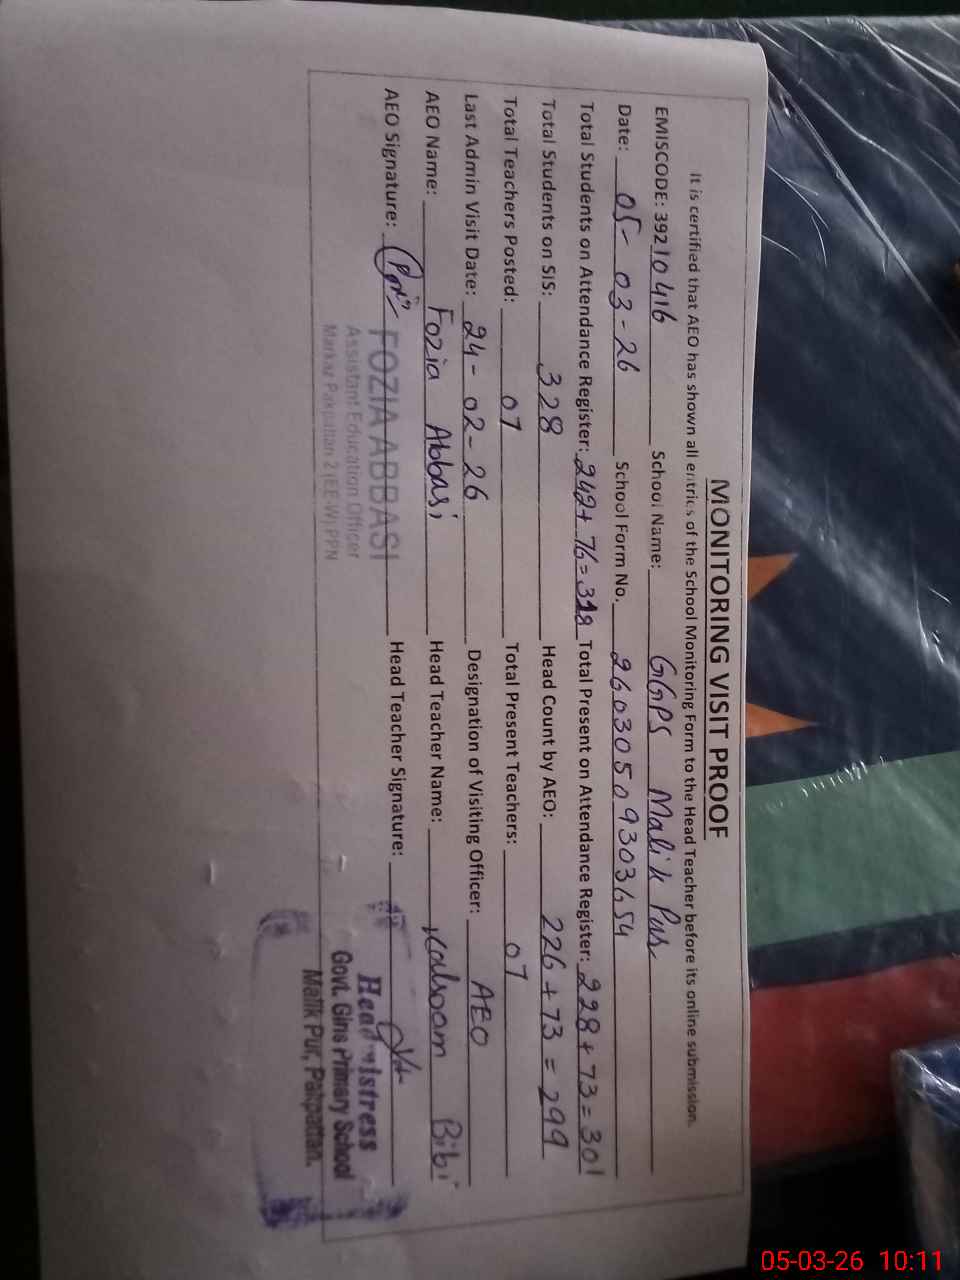 MONITORING VISIT PROOF
It is certified that AEO has shown all entries of the School Monitoring Form to the Head Teacher before its online submission.
EMISCODE: 39210416 School Name: GGPS Malik Pur
Date: 05-03-26 School Form No. 26030509303654
Total Students on Attendance Register: 242+76=318 Total Present on Attendance Register: 228+73=301
Total Students on SIS: 328 Head Count by AEO: 226+73=299
Total Teachers Posted: 07 Total Present Teachers: 07
Last Admin Visit Date: 24-02-26 Designation of Visiting Officer: AEO
AEO Name: Fozia Abbasi Head Teacher Name: Kalsoom Bibi
AEO Signature: Head Teacher Signature:
FOZIA ABBASI
Assistant Education Officer
Markaz Pakpattan 2 (EE-W) PPN
Headmistress
Govt. Girls Primary School
Malik Pur, Pakpattan.
05-03-26 10:11